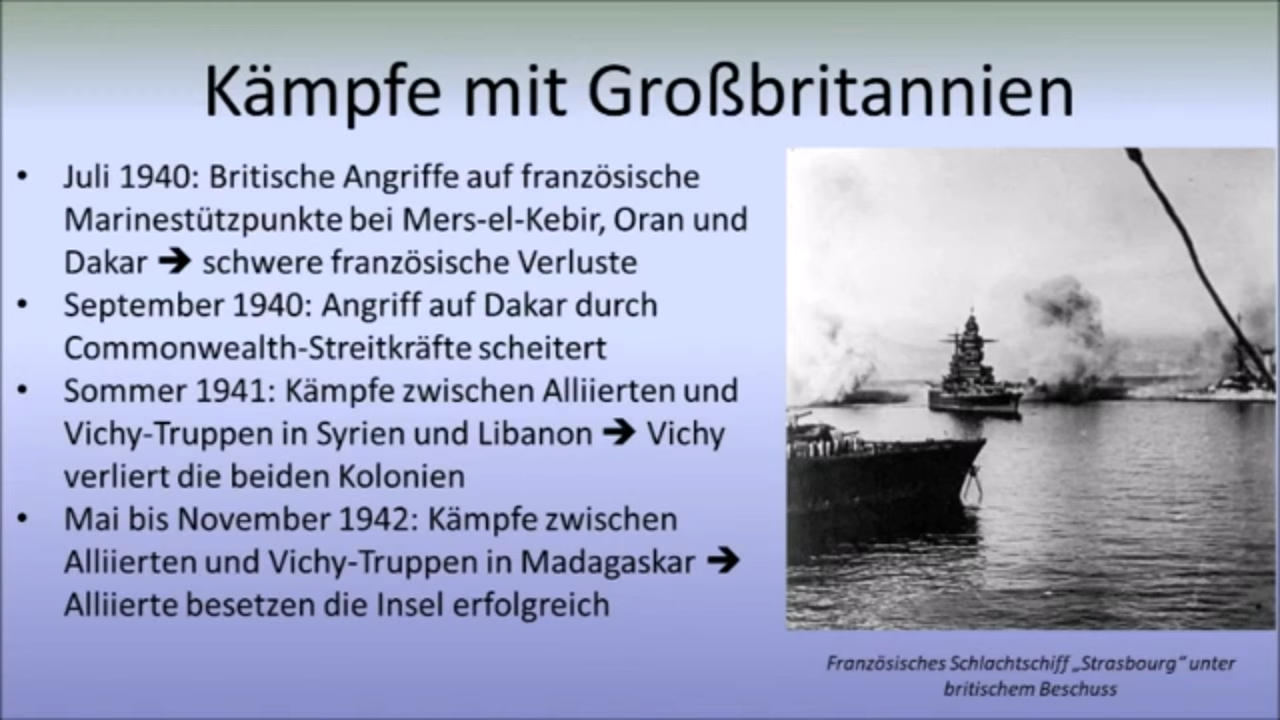 Kämpfe mit Großbritannien
• Juli 1940: Britische Angriffe auf französische
Marinestützpunkte bei Mers-el-Kebir, Oran und
Dakar ➔ schwere französische Verluste
• September 1940: Angriff auf Dakar durch
Commonwealth-Streitkräfte scheitert
• Sommer 1941: Kämpfe zwischen Alliierten und
Vichy-Truppen in Syrien und Libanon ➔ Vichy
verliert die beiden Kolonien
• Mai bis November 1942: Kämpfe zwischen
Alliierten und Vichy-Truppen in Madagaskar ➔
Alliierte besetzen die Insel erfolgreich
Französisches Schlachtschiff „Strasbourg“ unter
britischem Beschuss